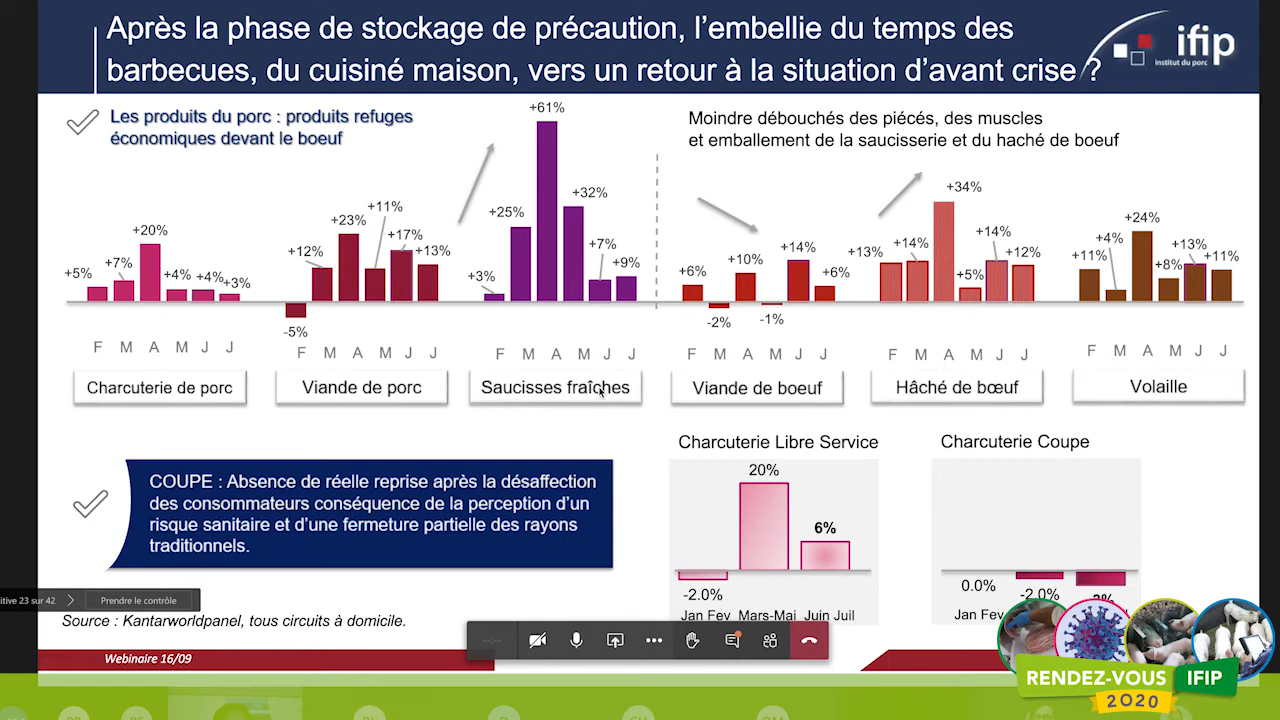 Après la phase de stockage de précaution, l’embellie du temps des
barbecues, du cuisiné maison, vers un retour à la situation d’avant crise ?
ifip
institut du porc
Les produits du porc : produits refuges
économiques devant le boeuf
Moindre débouchés des piécés, des muscles
et emballement de la saucisserie et du haché de boeuf
+5% +7% +20% +4% +4% +3%
F M A M J J
Charcuterie de porc
-5% +12% +23% +11% +17% +13%
F M A M J J
Viande de porc
+3% +25% +61% +32% +7% +9%
F M A M J J
Saucisses fraîches
+6% -2% +10% -1% +14% +6%
F M A M J J
Viande de boeuf
+13% +14% +34% +5% +14% +12%
F M A M J J
Hâché de bœuf
+11% +4% +24% +8% +13% +11%
F M A M J J
Volaille
COUPE : Absence de réelle reprise après la désaffection
des consommateurs conséquence de la perception d’un
risque sanitaire et d’une fermeture partielle des rayons
traditionnels.
Charcuterie Libre Service
20%
6%
-2.0%
Jan Fev Mars-Mai Juin Juil
Charcuterie Coupe
0.0%
-2.0%
Jan Fev
sitive 23 sur 42
Prendre le contrôle
Source : Kantarworldpanel, tous circuits à domicile.
Webinaire 16/09
RENDEZ-VOUS IFIP
2020